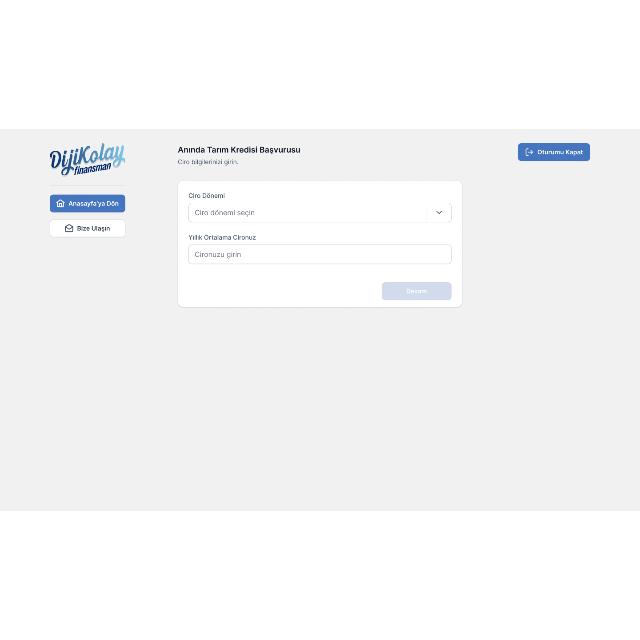 DijiKolay
finansman
Anasayfa'ya Dön
Bize Ulaşın
Anında Tarım Kredisi Başvurusu
Ciro bilgilerinizi girin.
Oturumu Kapat
Ciro Dönemi
Ciro dönemi seçin
Yıllık Ortalama Cironuz
Cironuzu girin
Devam